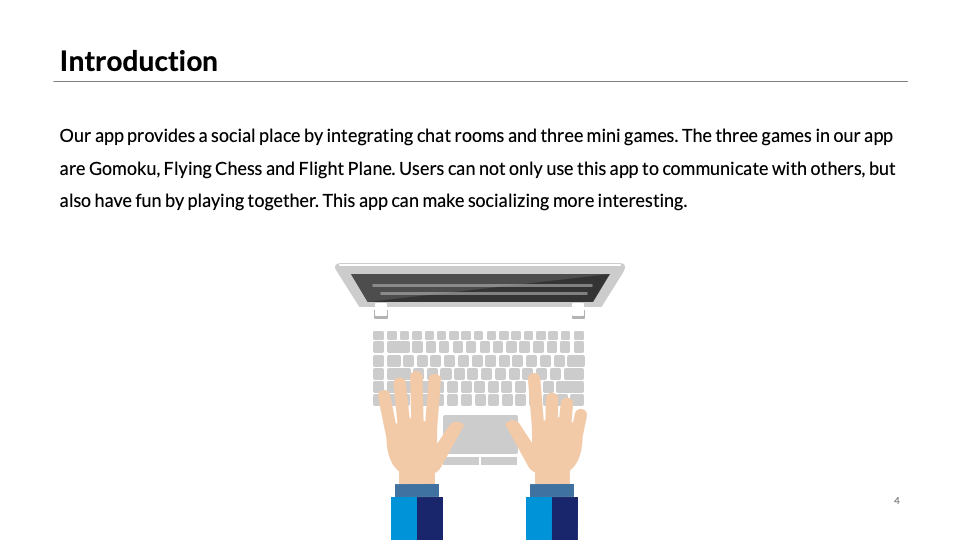 Introduction
Our app provides a social place by integrating chat rooms and three mini games. The three games in our app
are Gomoku, Flying Chess and Flight Plane. Users can not only use this app to communicate with others, but
also have fun by playing together. This app can make socializing more interesting.
4